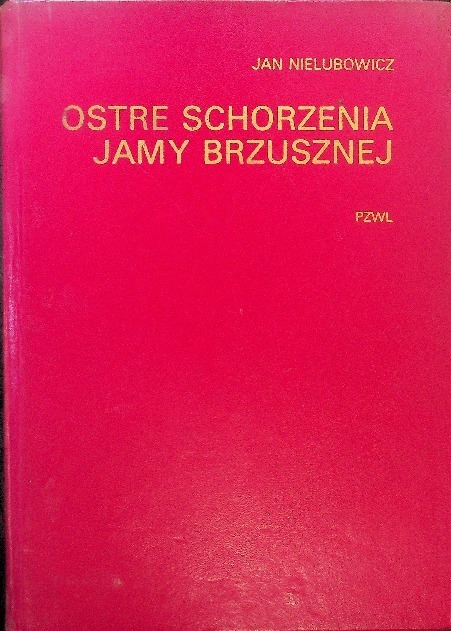 JAN NIELUBOWICZ
OSTRE SCHORZENIA
JAMY BRZUSZNEJ
PZWL